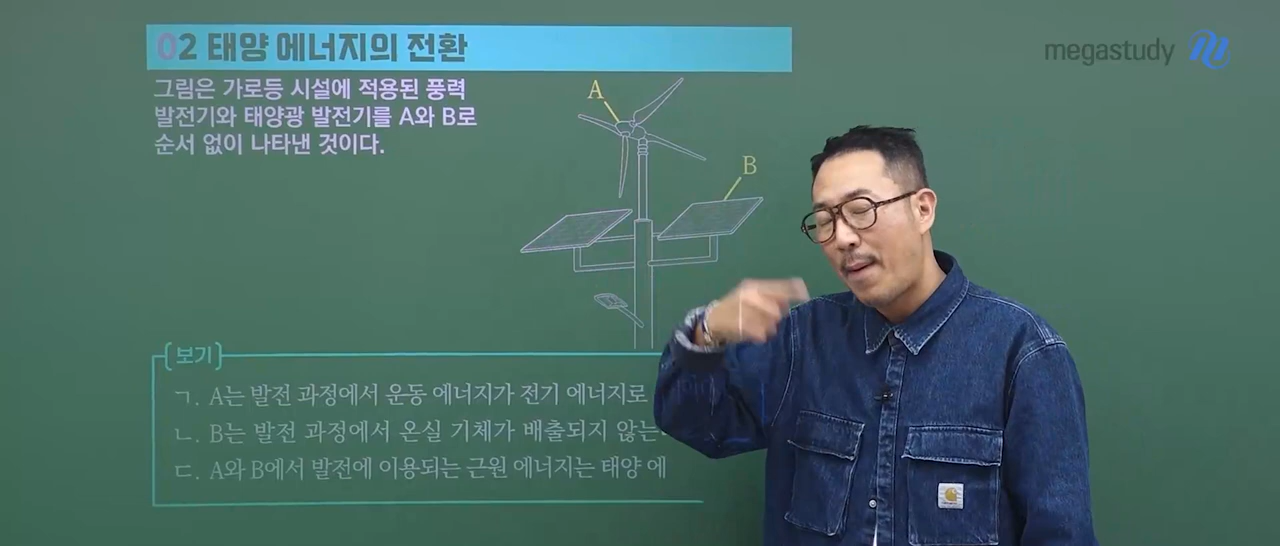 02 태양 에너지의 전환
megastudy
그림은 가로등 시설에 적용된 풍력
발전기와 태양광 발전기를 A와 B로
순서 없이 나타낸 것이다.
A
B
보기
ㄱ. A는 발전 과정에서 운동 에너지가 전기 에너지로
ㄴ. B는 발전 과정에서 온실 기체가 배출되지 않는
ㄷ. A와 B에서 발전에 이용되는 근원 에너지는 태양 에